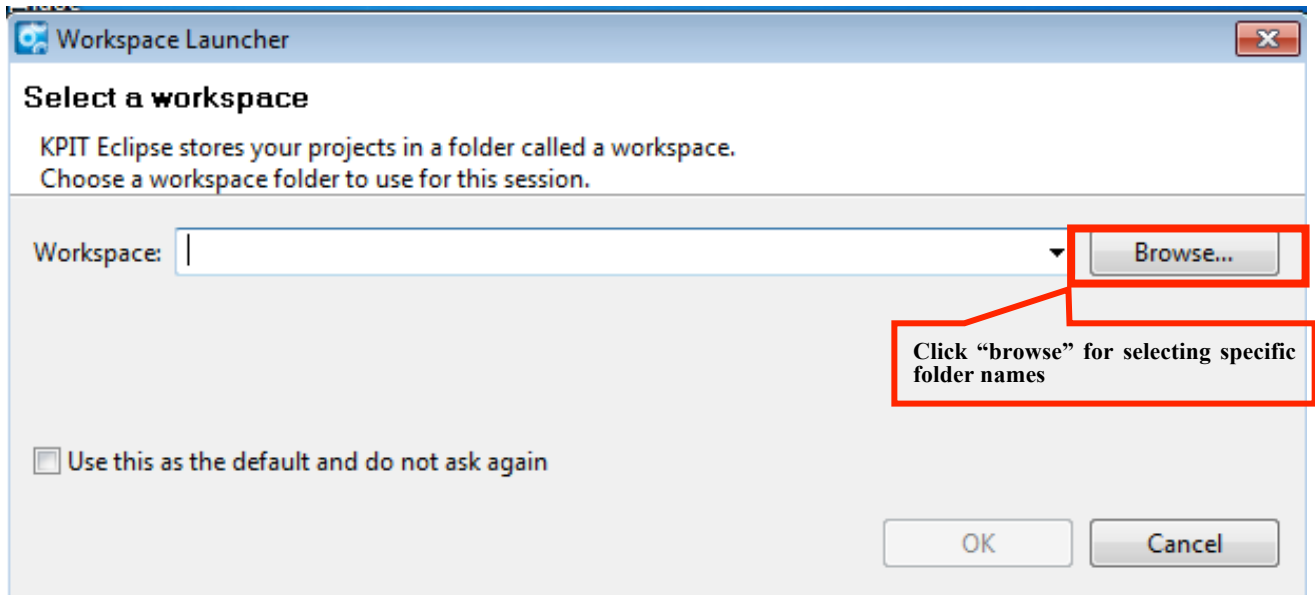 Workspace Launcher
Select a workspace
KPIT Eclipse stores your projects in a folder called a workspace.
Choose a workspace folder to use for this session.
Workspace:
Browse...
Click “browse” for selecting specific
folder names
Use this as the default and do not ask again
OK
Cancel